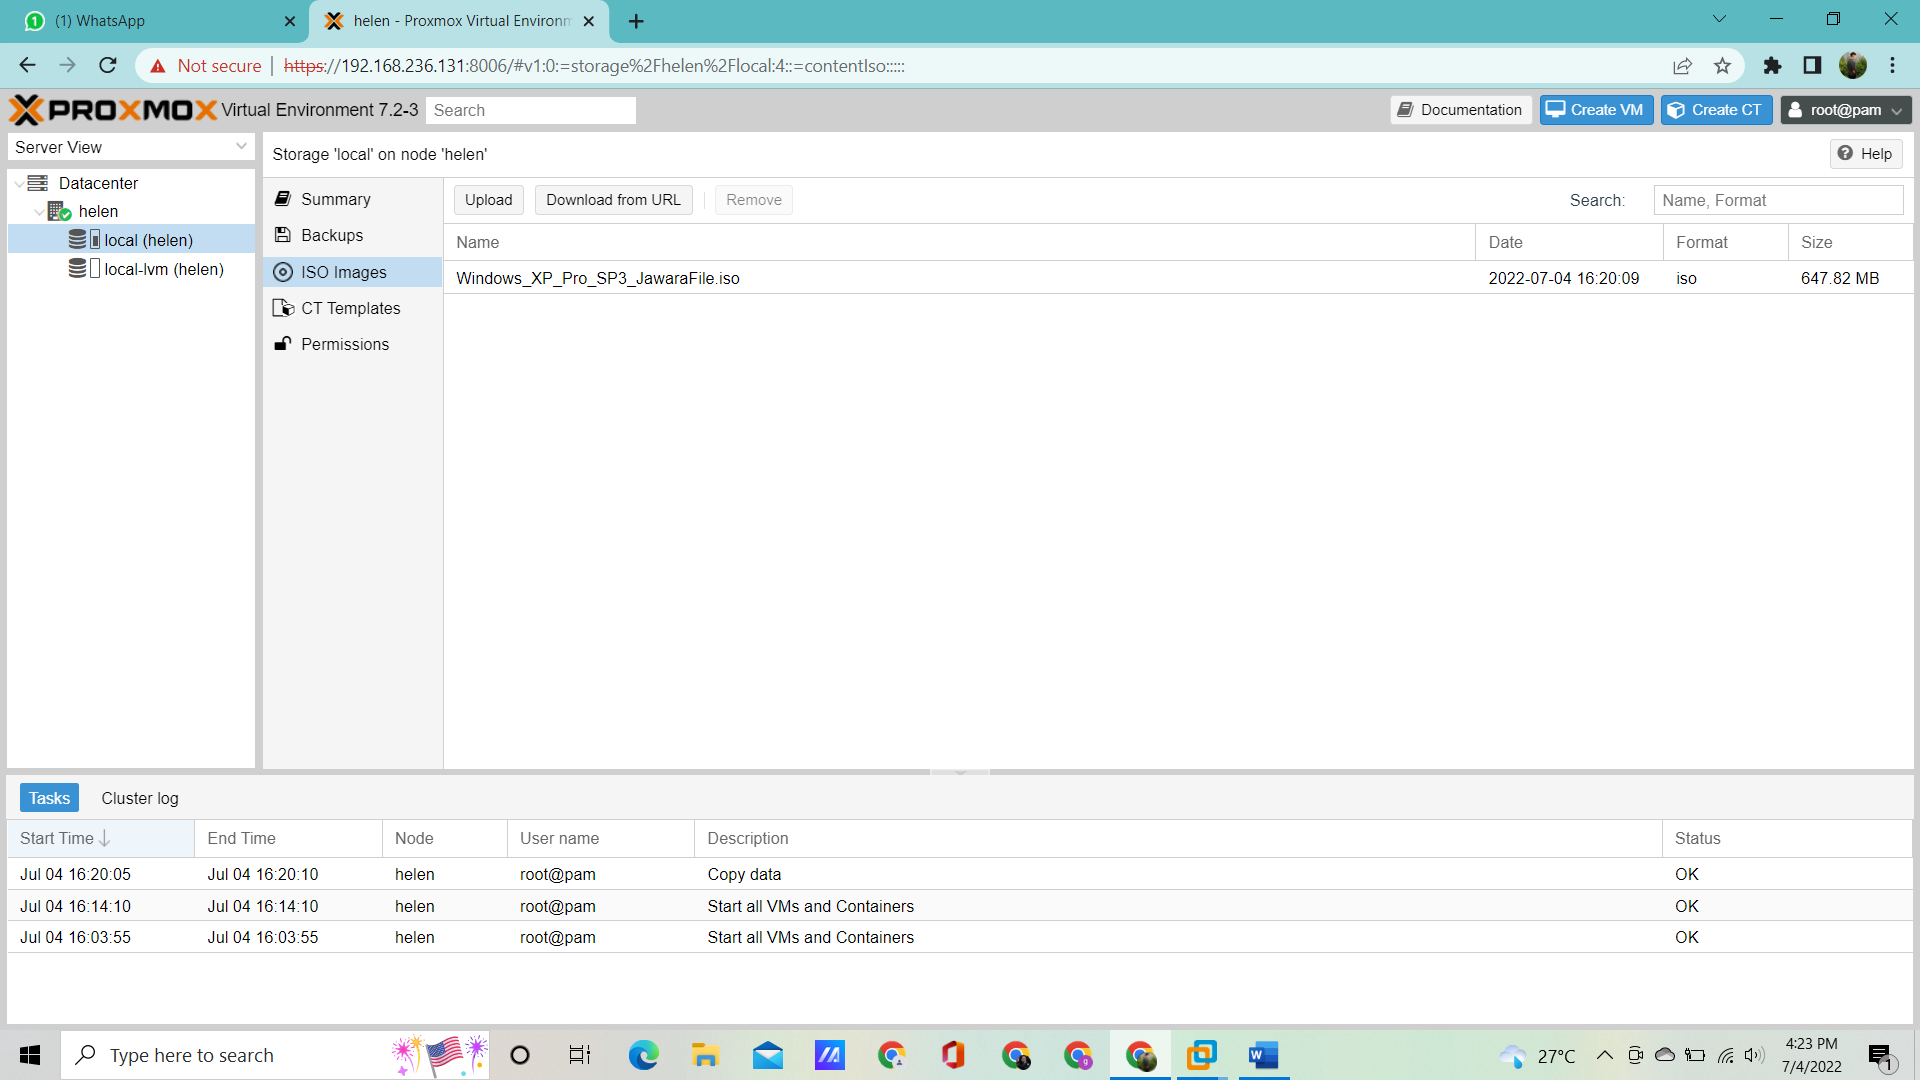 (1) WhatsApp
helen - Proxmox Virtual Environm
Not secure
https://192.168.236.131:8006/#v1:0:=storage%2Fhelen%2Flocal:4::=contentIso:::::
PROXMOX Virtual Environment 7.2-3
Search
Documentation
Create VM
Create CT
root@pam
Server View
Datacenter
helen
local (helen)
local-lvm (helen)
Storage 'local' on node 'helen'
Help
Summary
Backups
ISO Images
CT Templates
Permissions
Upload
Download from URL
Remove
Search:
Name, Format
Name Date Format Size
Windows_XP_Pro_SP3_JawaraFile.iso 2022-07-04 16:20:09 iso 647.82 MB
Tasks
Cluster log
Start Time End Time Node User name Description Status
Jul 04 16:20:05 Jul 04 16:20:10 helen root@pam Copy data OK
Jul 04 16:14:10 Jul 04 16:14:10 helen root@pam Start all VMs and Containers OK
Jul 04 16:03:55 Jul 04 16:03:55 helen root@pam Start all VMs and Containers OK
Type here to search
27°C
4:23 PM
7/4/2022
1